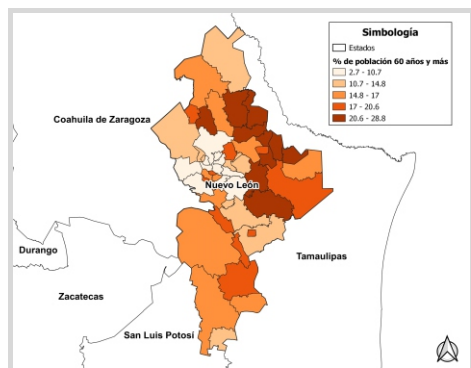 Simbología
Estados
% de población 60 años y más
2.7 - 10.7
10.7 - 14.8
14.8 - 17
17 - 20.6
20.6 - 28.8
Coahuila de Zaragoza
Nuevo León
Durango
Tamaulipas
Zacatecas
San Luis Potosí